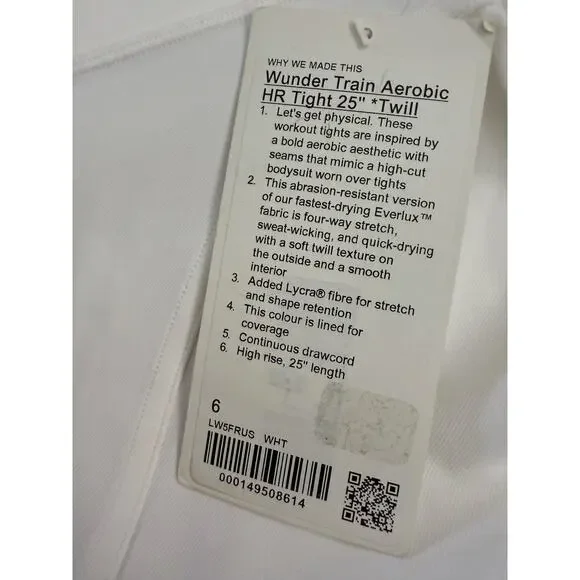 WHY WE MADE THIS
Wunder Train Aerobic
HR Tight 25" *Twill
1. Let's get physical. These
workout tights are inspired by
a bold aerobic aesthetic with
seams that mimic a high-cut
bodysuit worn over tights
2. This abrasion-resistant version
of our fastest-drying Everlux™
fabric is four-way stretch,
sweat-wicking, and quick-drying
with a soft twill texture on
the outside and a smooth
interior
3. Added Lycra® fibre for stretch
and shape retention
4. This colour is lined for
coverage
5. Continuous drawcord
6. High rise, 25" length
6
LW5FRUS WHT
000149508614